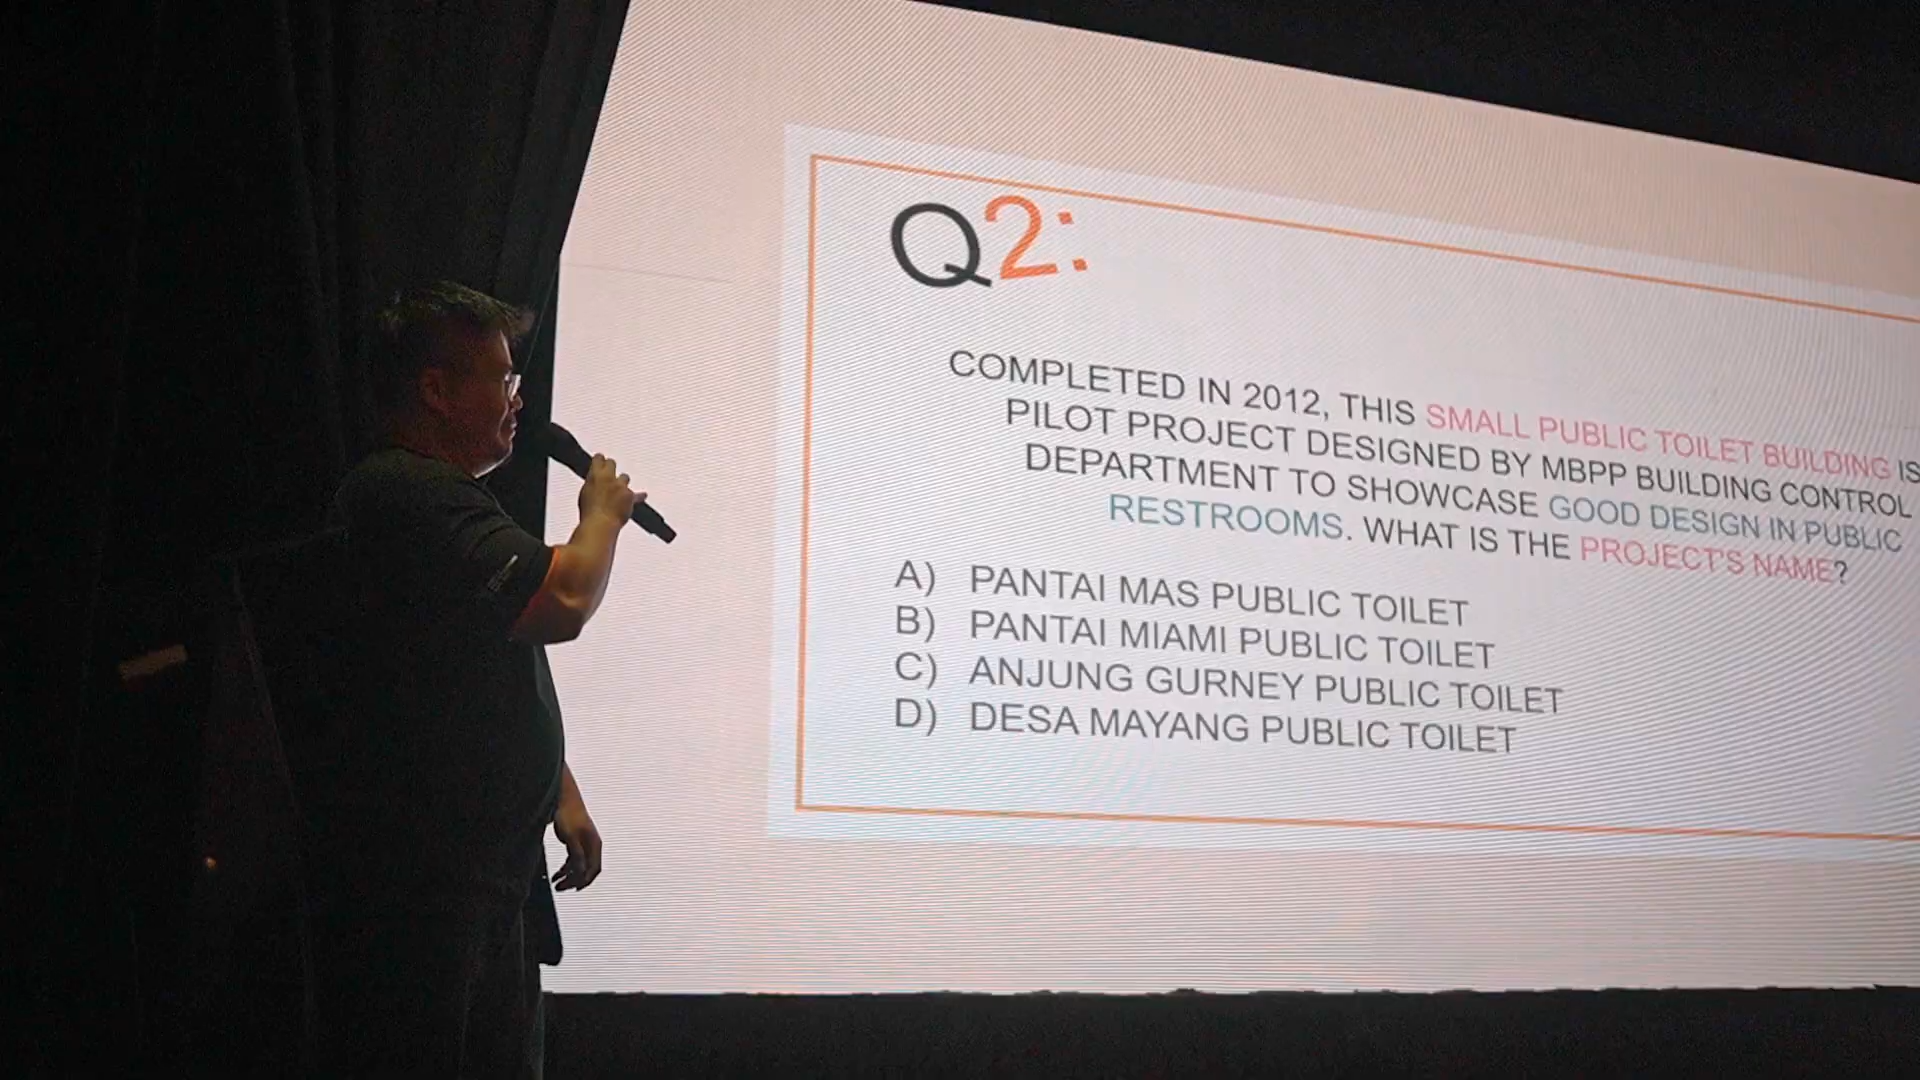 Q2:
COMPLETED IN 2012, THIS SMALL PUBLIC TOILET BUILDING IS
PILOT PROJECT DESIGNED BY MBPP BUILDING CONTROL
DEPARTMENT TO SHOWCASE GOOD DESIGN IN PUBLIC
RESTROOMS. WHAT IS THE PROJECT'S NAME?
A) PANTAI MAS PUBLIC TOILET
B) PANTAI MIAMI PUBLIC TOILET
C) ANJUNG GURNEY PUBLIC TOILET
D) DESA MAYANG PUBLIC TOILET